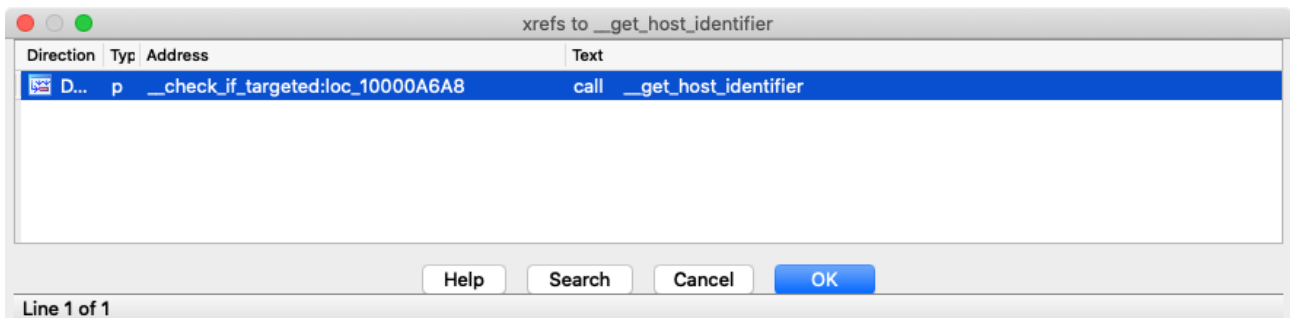 xrefs to __get_host_identifier
Direction Typ Address Text
D... p __check_if_targeted:loc_10000A6A8 call __get_host_identifier
Help Search Cancel OK
Line 1 of 1